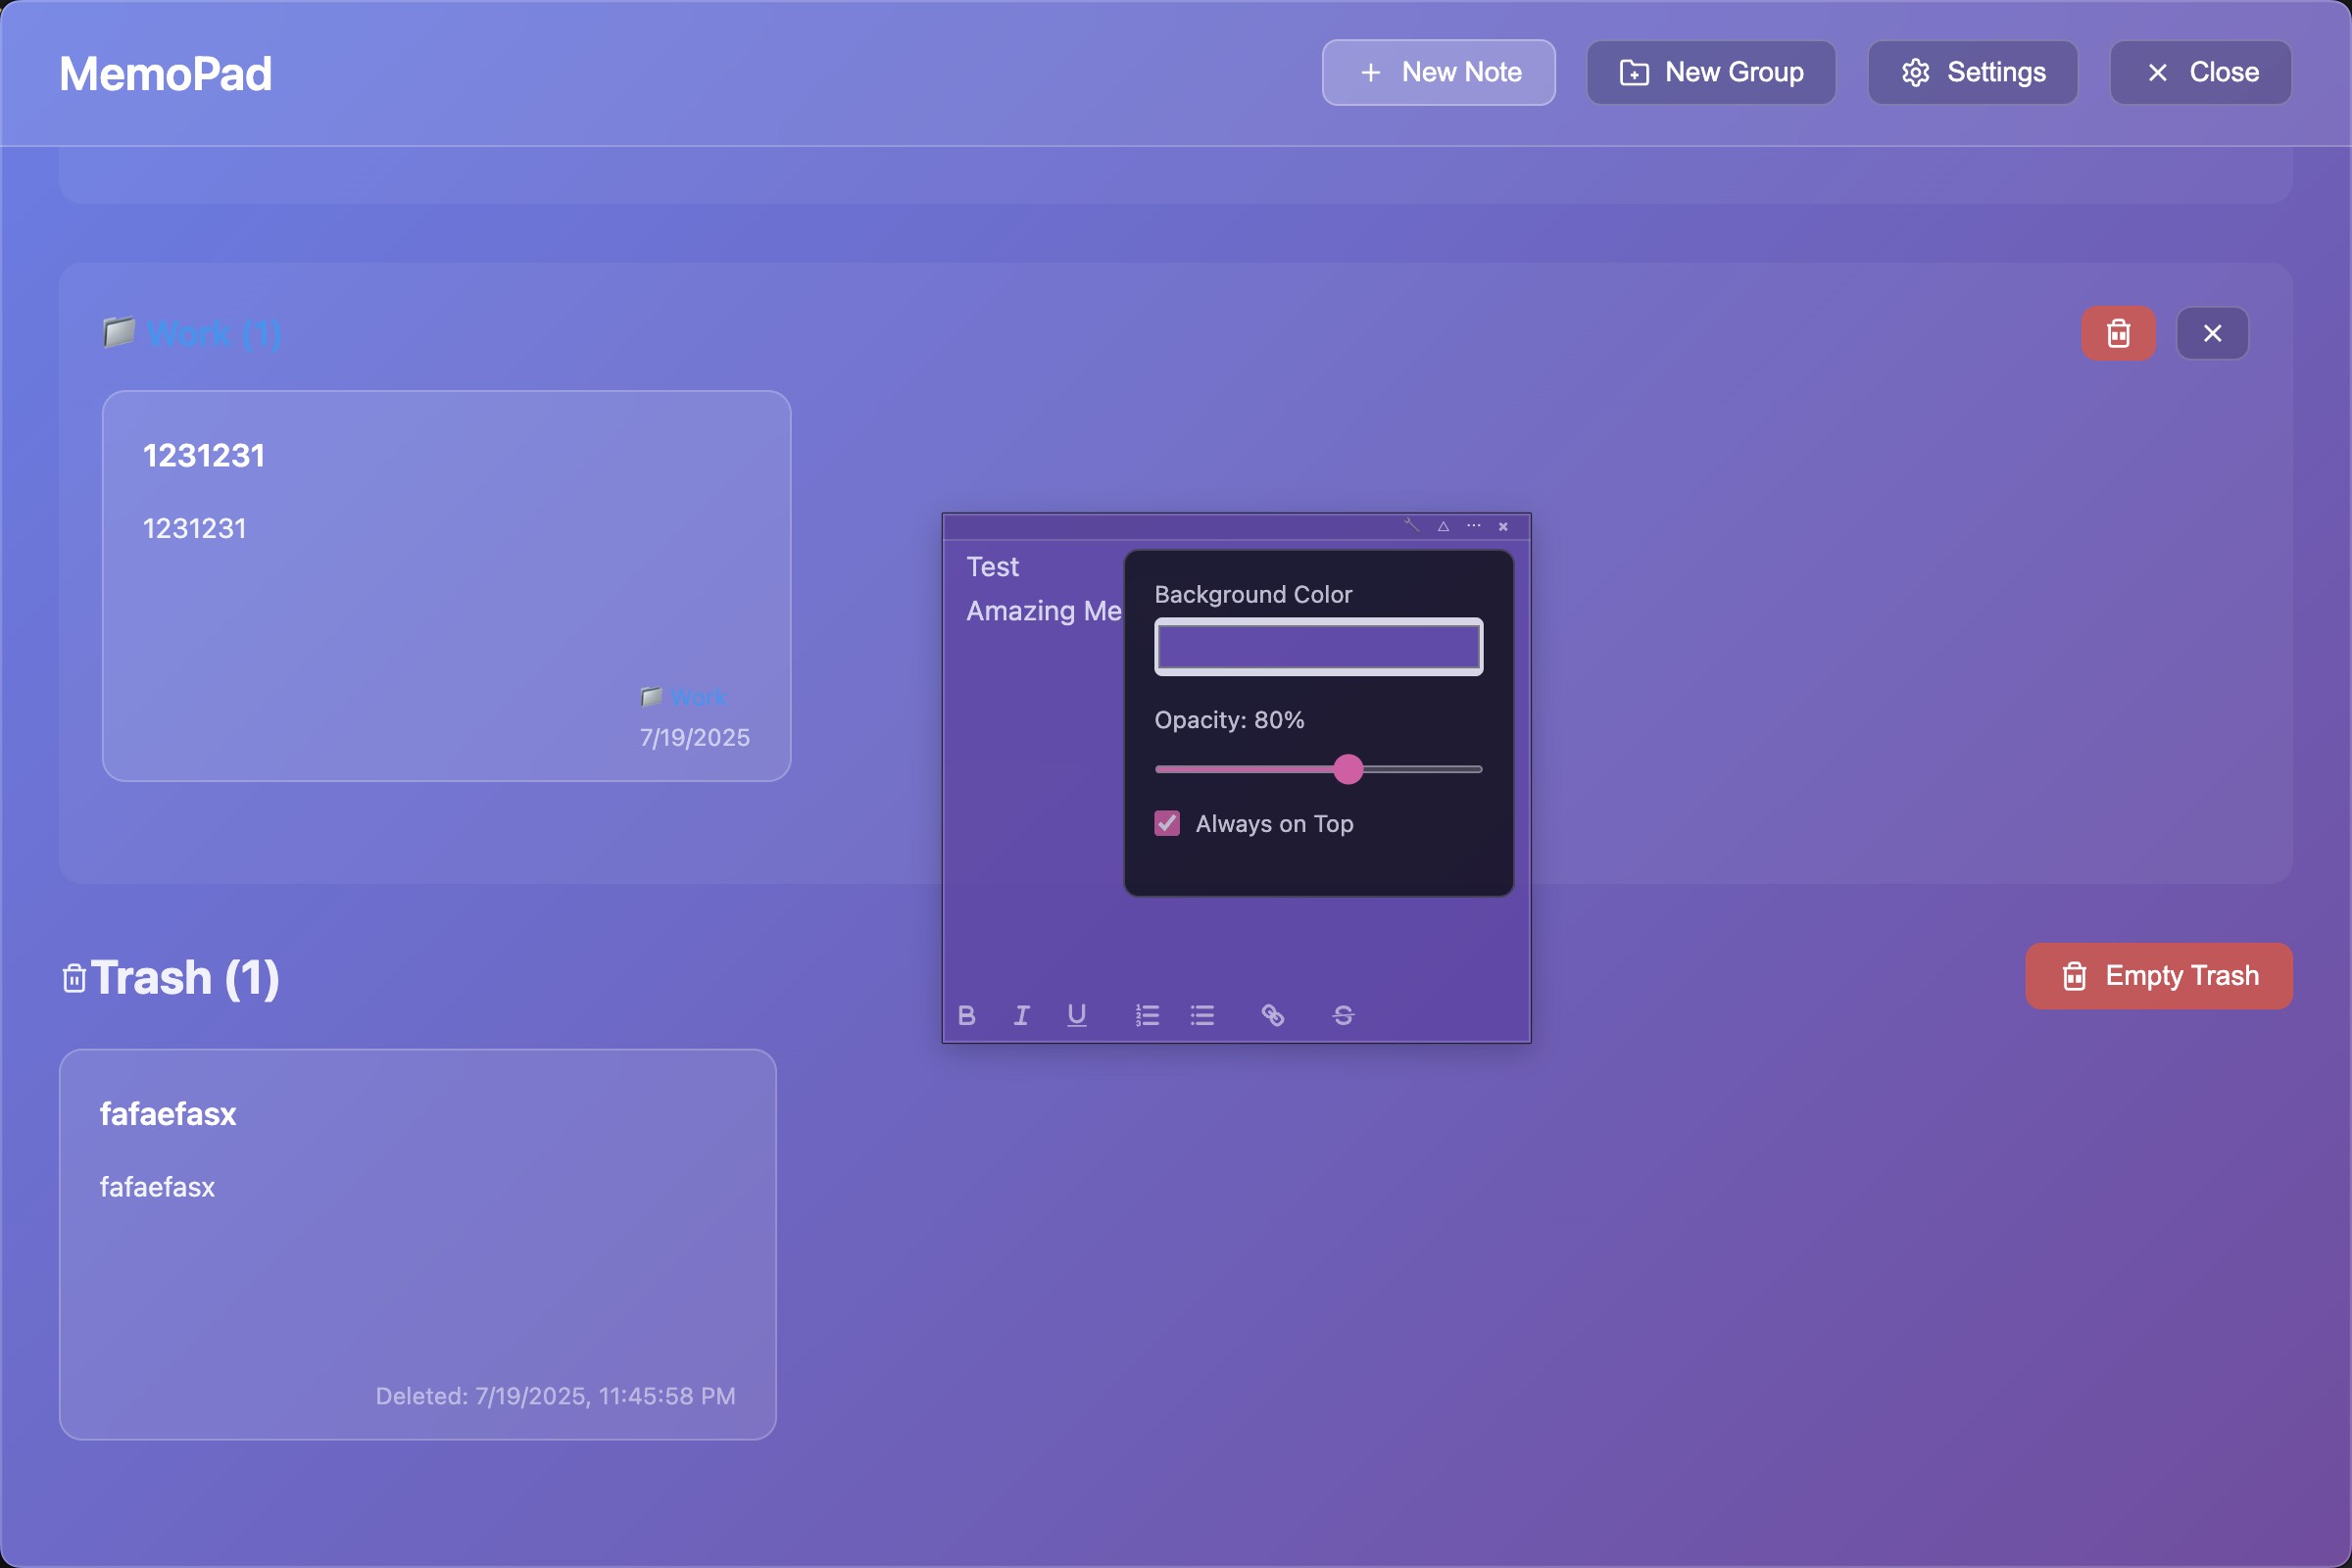 MemoPad
New Note
New Group
Settings
Close
Work (1)
1231231
1231231
Work
7/19/2025
Test
Amazing Me
Background Color
Opacity: 80%
Always on Top
B I U S
Trash (1)
Empty Trash
fafaefasx
fafaefasx
Deleted: 7/19/2025, 11:45:58 PM